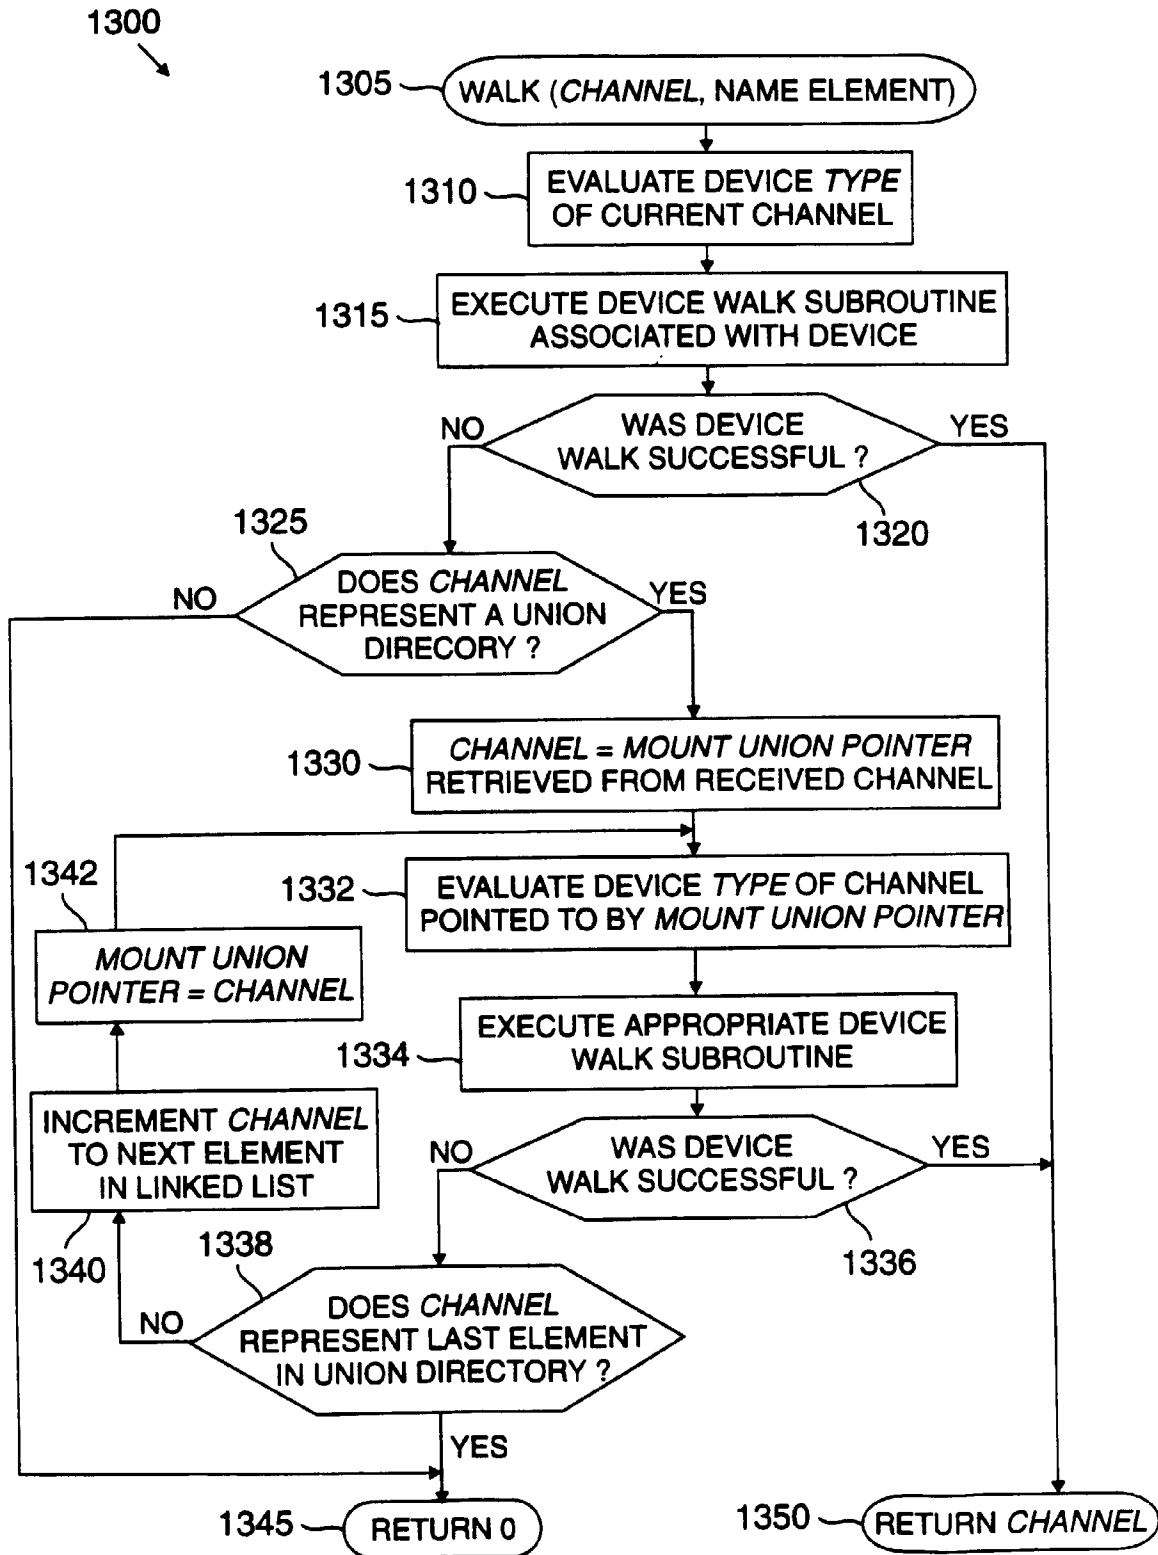 1300
1305
WALK (CHANNEL, NAME ELEMENT)
1310
EVALUATE DEVICE TYPE
OF CURRENT CHANNEL
1315
EXECUTE DEVICE WALK SUBROUTINE
ASSOCIATED WITH DEVICE
NO
WAS DEVICE
WALK SUCCESSFUL ?
YES
1320
1325
NO
DOES CHANNEL
REPRESENT A UNION
DIRECORY ?
YES
1330
CHANNEL = MOUNT UNION POINTER
RETRIEVED FROM RECEIVED CHANNEL
1342
MOUNT UNION
POINTER = CHANNEL
1332
EVALUATE DEVICE TYPE OF CHANNEL
POINTED TO BY MOUNT UNION POINTER
1334
EXECUTE APPROPRIATE DEVICE
WALK SUBROUTINE
INCREMENT CHANNEL
TO NEXT ELEMENT
IN LINKED LIST
1340
NO
WAS DEVICE
WALK SUCCESSFUL ?
YES
1336
1338
NO
DOES CHANNEL
REPRESENT LAST ELEMENT
IN UNION DIRECTORY ?
YES
1345
RETURN 0
1350
RETURN CHANNEL